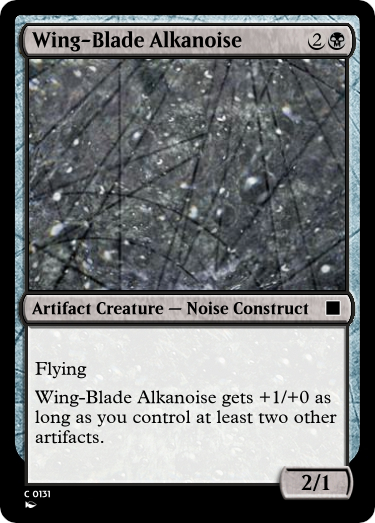 Wing-Blade Alkanoise 2
Artifact Creature — Noise Construct
Flying
Wing-Blade Alkanoise gets +1/+0 as
long as you control at least two other
artifacts.
2/1
C 0131